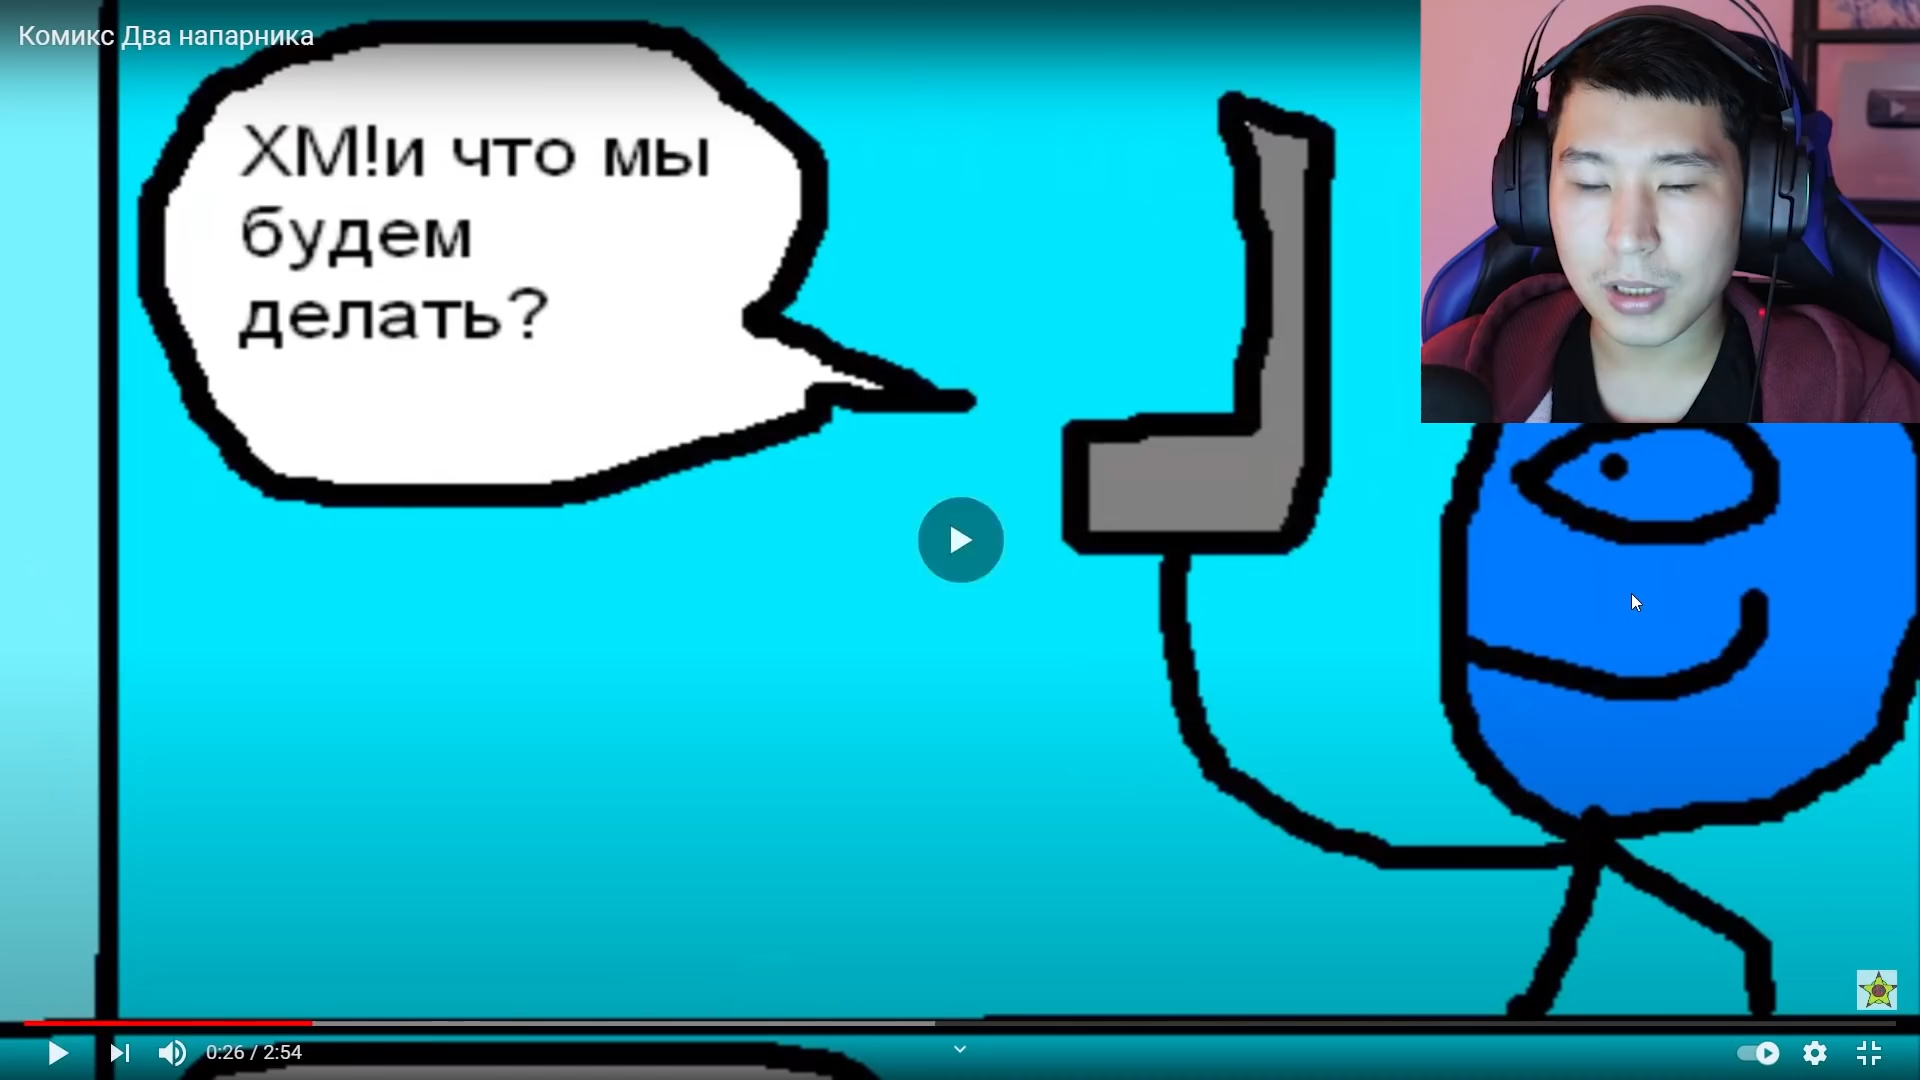 Комикс Два напарника
ХМ!и что мы
будем
делать?
0:26 / 2:54